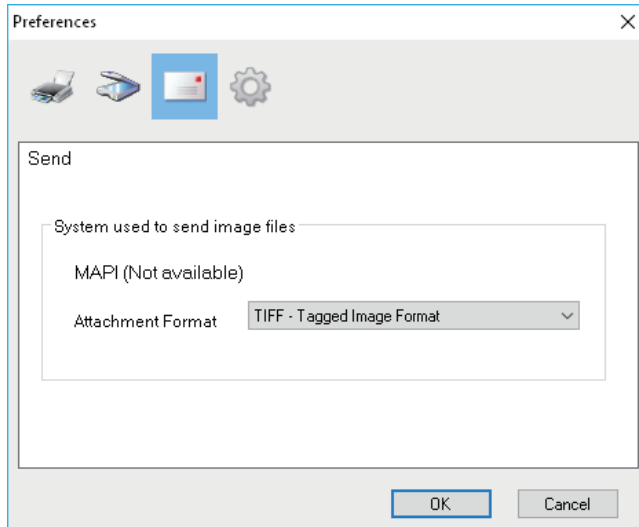 Preferences
Send
System used to send image files
MAPI (Not available)
Attachment Format TIFF - Tagged Image Format
OK Cancel